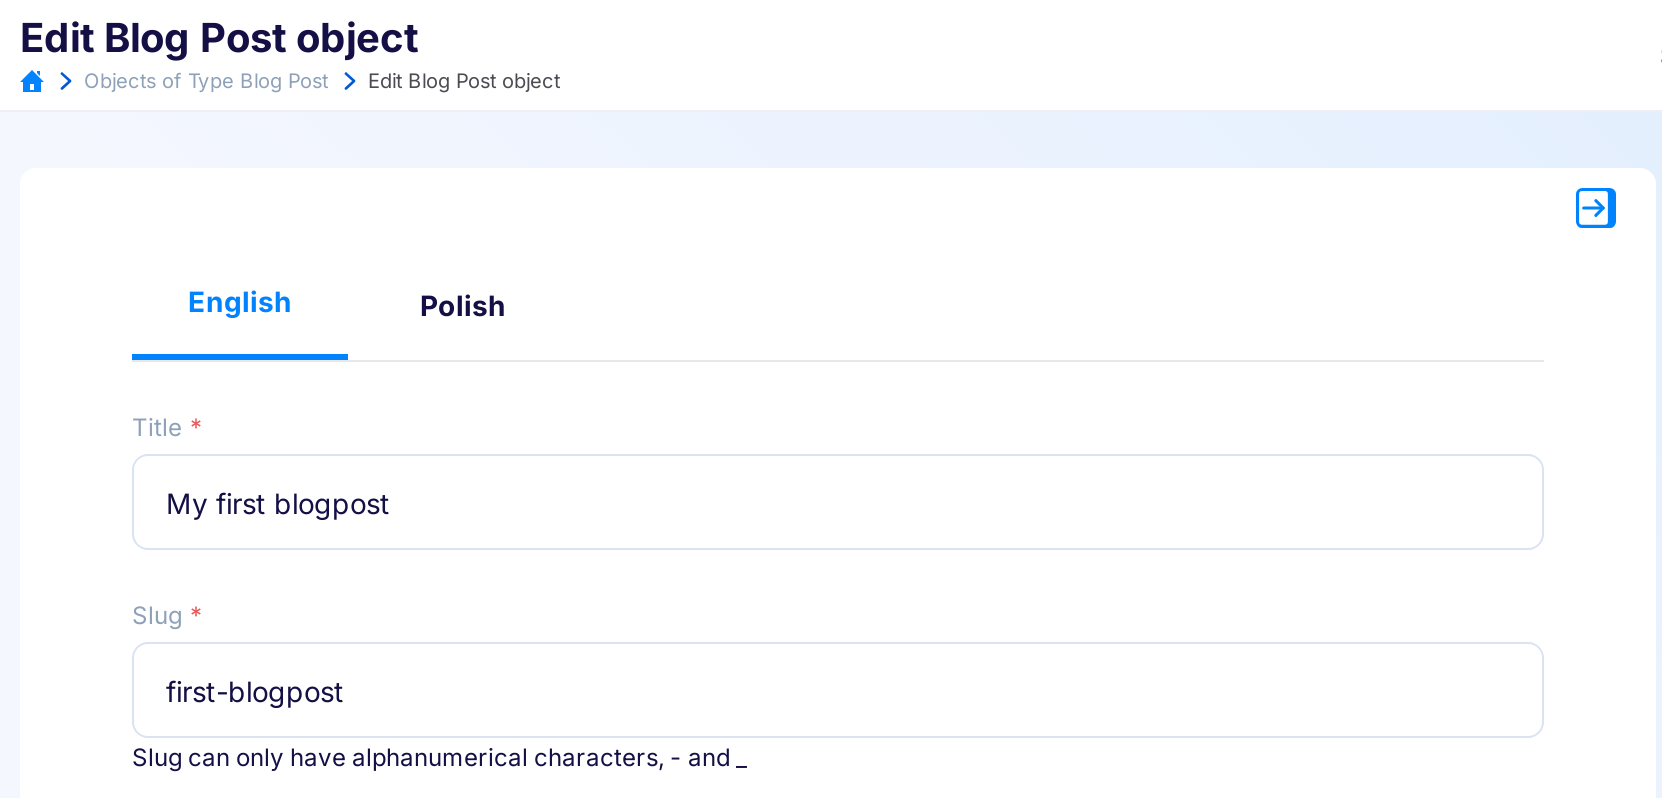 Edit Blog Post object
Objects of Type Blog Post Edit Blog Post object
English Polish
Title *
My first blogpost
Slug *
first-blogpost
Slug can only have alphanumerical characters, - and _